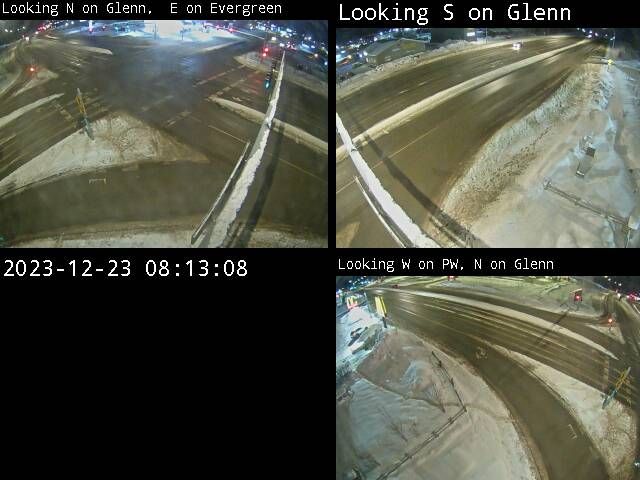 Looking N on Glenn, E on Evergreen
Looking S on Glenn
2023-12-23 08:13:08
Looking W on PW, N on Glenn